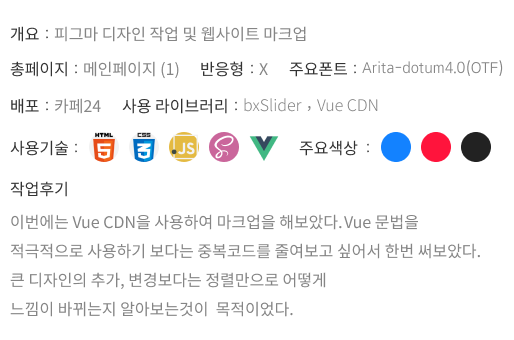 개요 : 피그마 디자인 작업 및 웹사이트 마크업
총페이지 : 메인페이지 (1) 반응형 : X 주요폰트 : Arita-dotum4.0(OTF)
배포 : 카페24 사용 라이브러리 : bxSlider , Vue CDN
사용기술 : HTML 5 CSS 3 JS 주요색상 :
작업후기
이번에는 Vue CDN을 사용하여 마크업을 해보았다. Vue 문법을
적극적으로 사용하기 보다는 중복코드를 줄여보고 싶어서 한번 써보았다.
큰 디자인의 추가, 변경보다는 정렬만으로 어떻게
느낌이 바뀌는지 알아보는것이 목적이었다.